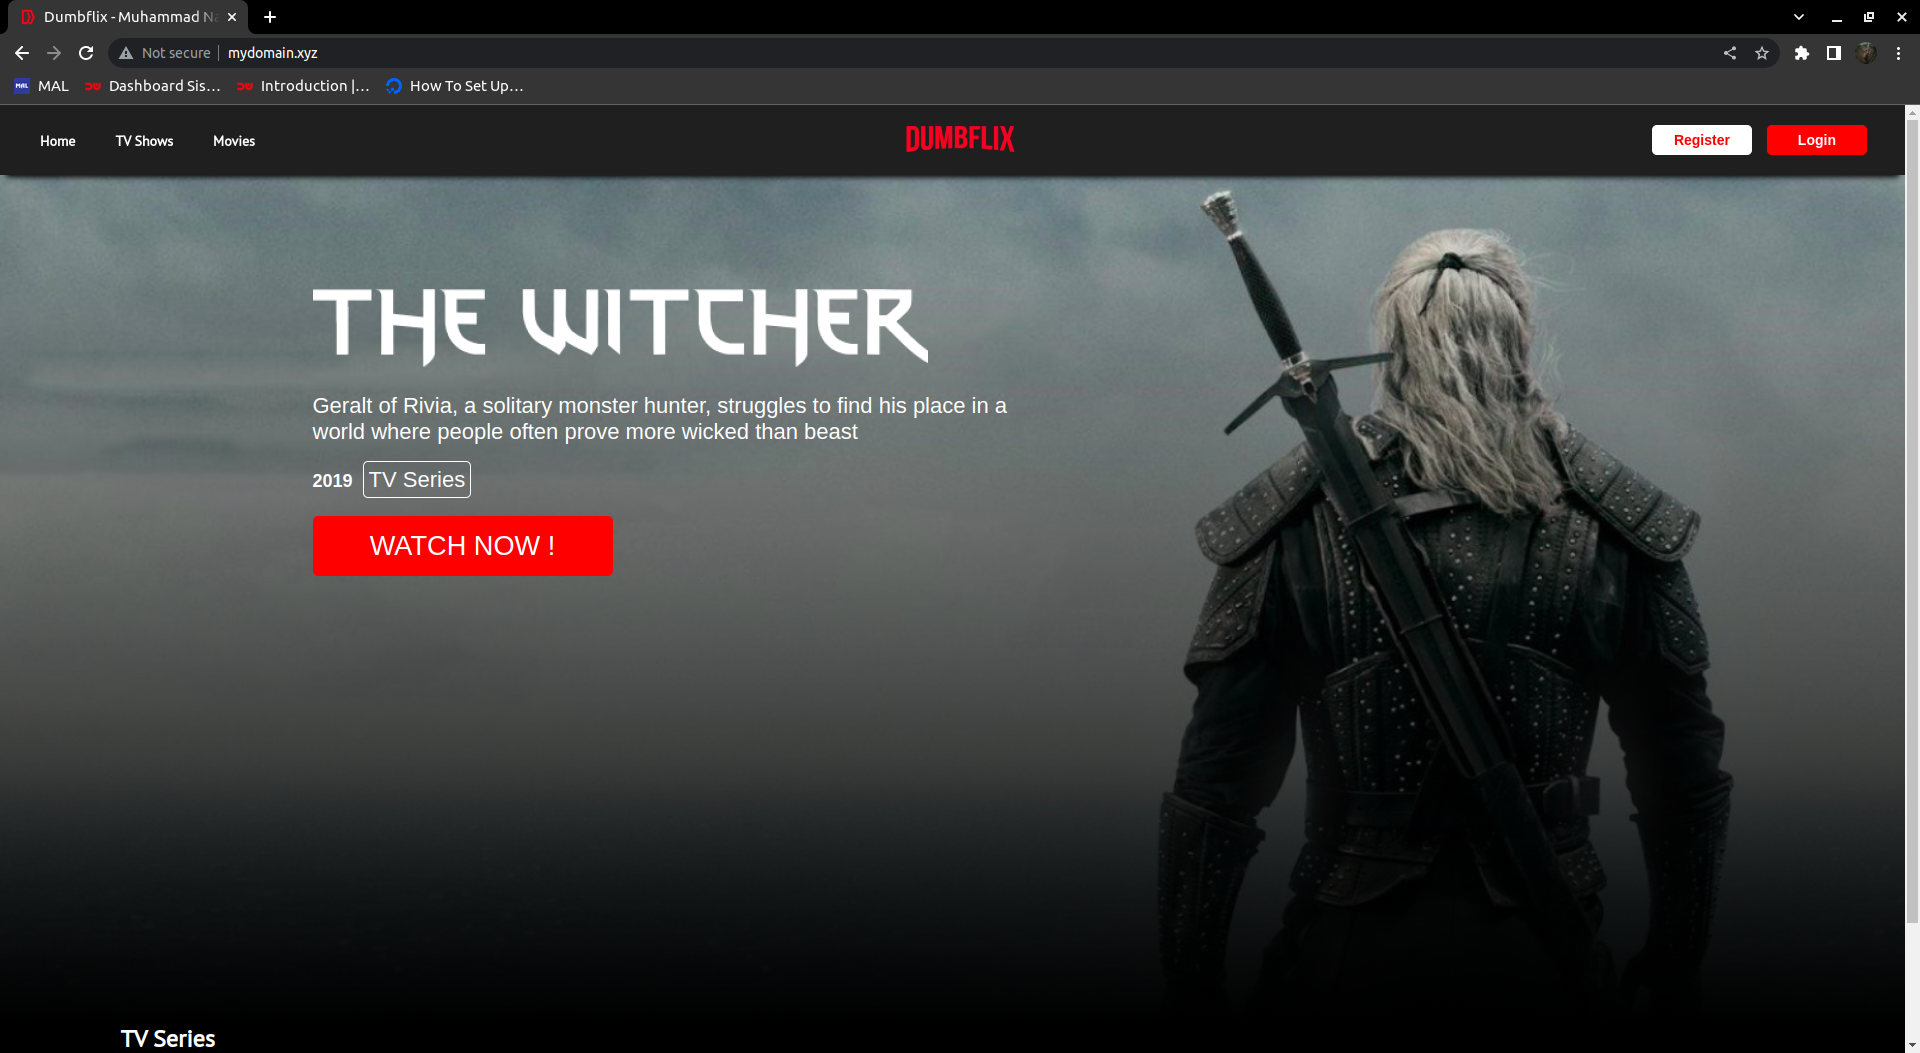 Dumbflix - Muhammad Na
Not secure
mydomain.xyz
MAL
MAL
Dashboard Sis...
Introduction |...
How To Set Up...
Home
TV Shows
Movies
DUMBFLIX
Register
Login
THE WITCHER
Geralt of Rivia, a solitary monster hunter, struggles to find his place in a
world where people often prove more wicked than beast
2019
TV Series
WATCH NOW !
TV Series